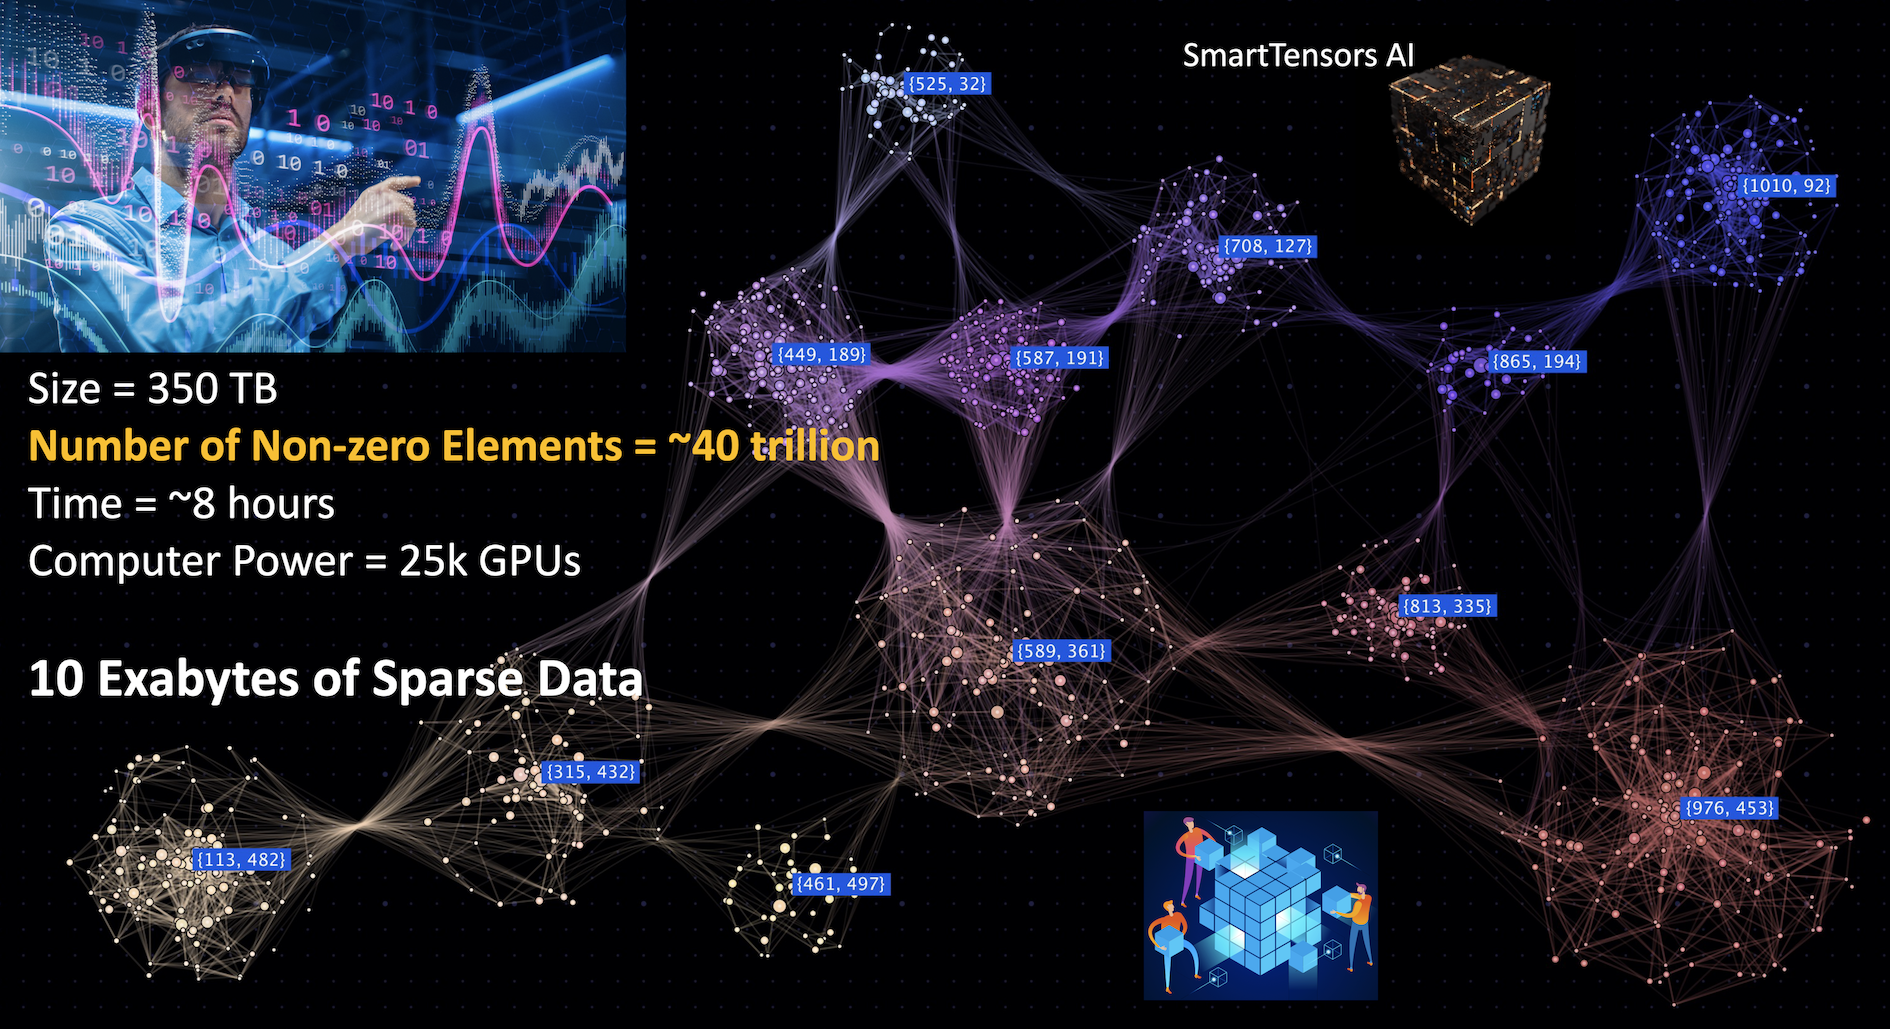 SmartTensors AI
{525, 32}
{1010, 92}
{708, 127}
{449, 189}
{587, 191}
{865, 194}
Size = 350 TB
Number of Non-zero Elements = ~40 trillion
Time = ~8 hours
Computer Power = 25k GPUs
{813, 335}
{589, 361}
10 Exabytes of Sparse Data
{315, 432}
{976, 453}
{113, 482}
{461, 497}